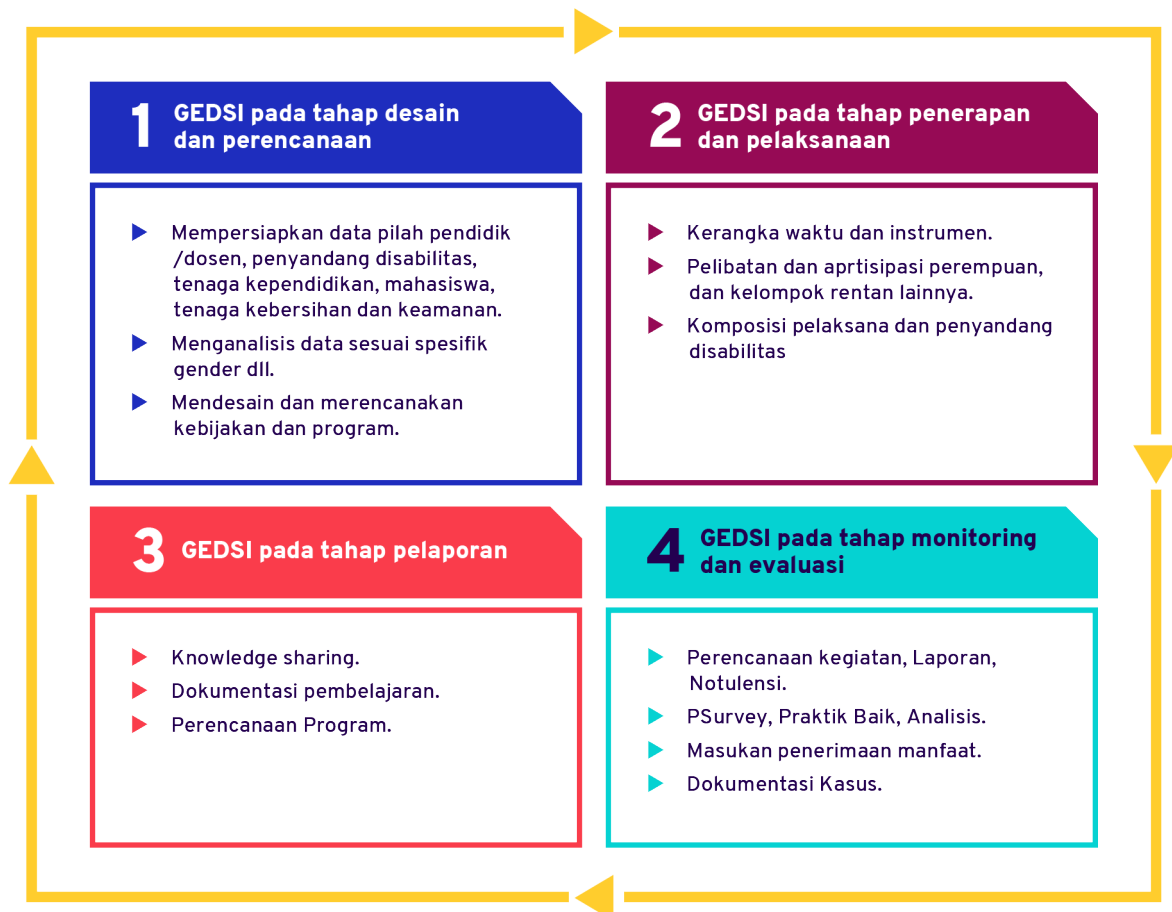 1
GEDSI pada tahap desain
dan perencanaan
Mempersiapkan data pilah pendidik
/dosen, penyandang disabilitas,
tenaga kependidikan, mahasiswa,
tenaga kebersihan dan keamanan.
Menganalisis data sesuai spesifik
gender dll.
Mendesain dan merencanakan
kebijakan dan program.
2
GEDSI pada tahap penerapan
dan pelaksanaan
Kerangka waktu dan instrumen.
Pelibatan dan aprtisipasi perempuan,
dan kelompok rentan lainnya.
Komposisi pelaksana dan penyandang
disabilitas
3
GEDSI pada tahap pelaporan
Knowledge sharing.
Dokumentasi pembelajaran.
Perencanaan Program.
4
GEDSI pada tahap monitoring
dan evaluasi
Perencanaan kegiatan, Laporan,
Notulensi.
PSurvey, Praktik Baik, Analisis.
Masukan penerimaan manfaat.
Dokumentasi Kasus.